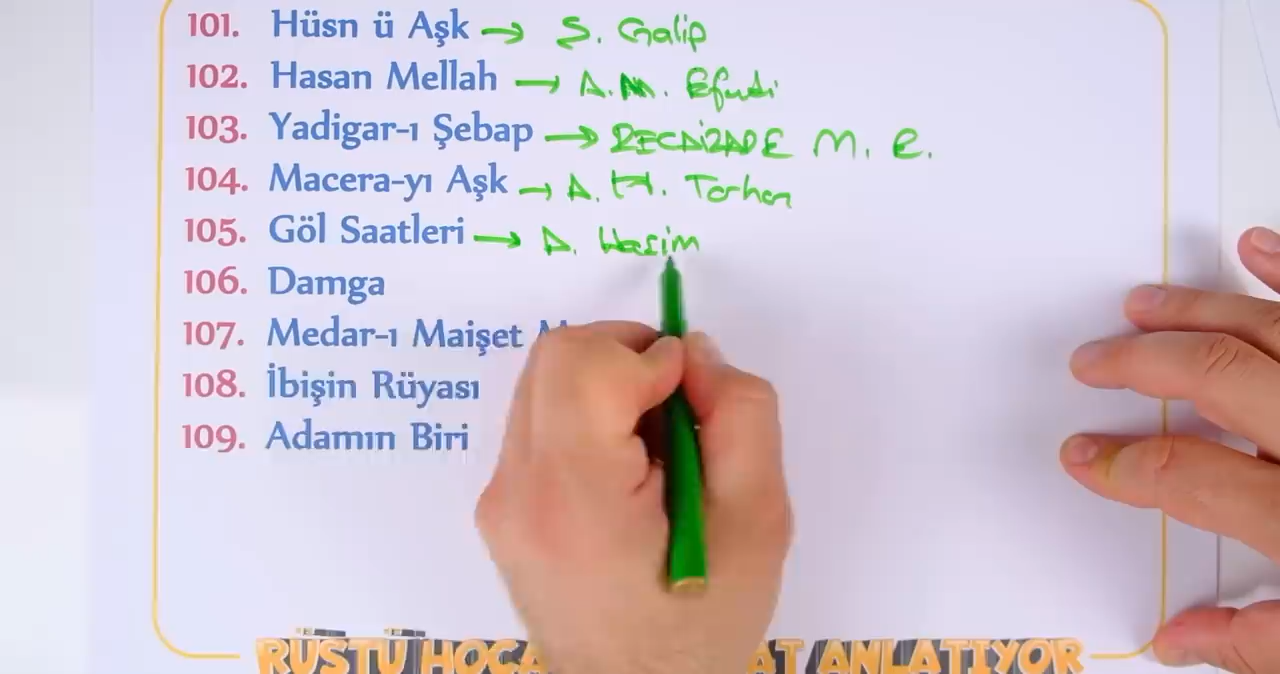 101. Hüsn ü Aşk → Ş. Galip
102. Hasan Mellah → A.M. Efendi
103. Yadigar-ı Şebap → RECAİZADE M. E.
104. Macera-yı Aşk → A. H. Tarhan
105. Göl Saatleri → A. Haşim
106. Damga
107. Medar-ı Maişet
108. İbişin Rüyası
109. Adamın Biri
RÜŞTÜ HOCA ANLATIYOR